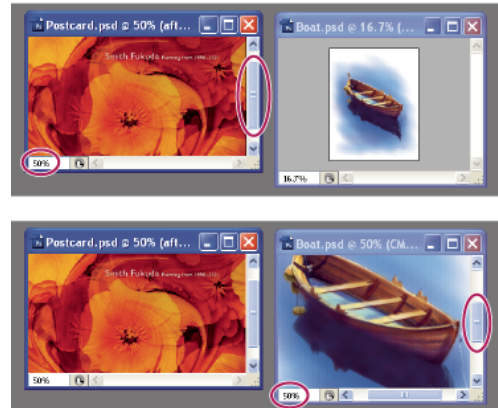 Postcard.psd @ 50% (aft...
Boat.psd @ 16.7% (...
Smith Fukuda
50%
16.7%
Postcard.psd @ 50% (aft...
Boat.psd @ 50% (CM...
Smith Fukuda
50%
50%